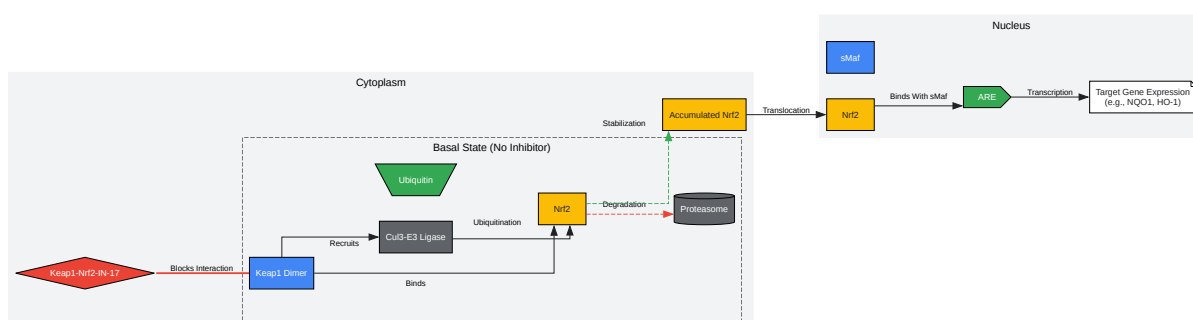 Nucleus
sMaf
Cytoplasm
Binds With sMaf
ARE
Transcription
Target Gene Expression
(e.g., NQO1, HO-1)
Accumulated Nrf2
Translocation
Nrf2
Stabilization
Basal State (No Inhibitor)
Ubiquitin
Nrf2
Degradation
Proteasome
Ubiquitination
Cul3-E3 Ligase
Recruits
Keap1-Nrf2-IN-17
Blocks Interaction
Keap1 Dimer
Binds